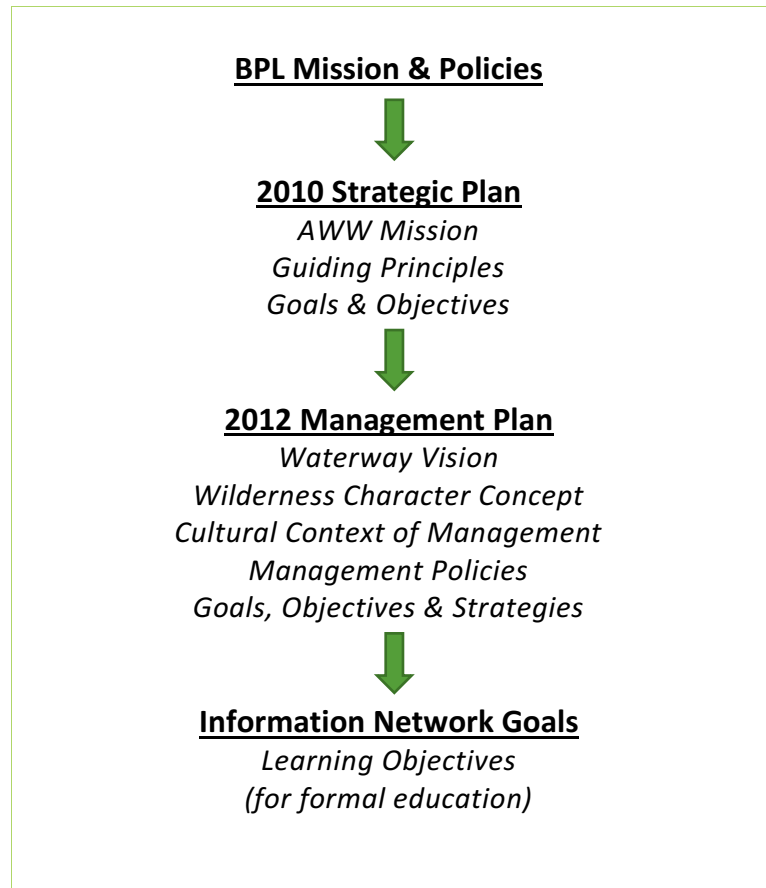 BPL Mission & Policies
2010 Strategic Plan
AWW Mission
Guiding Principles
Goals & Objectives
2012 Management Plan
Waterway Vision
Wilderness Character Concept
Cultural Context of Management
Management Policies
Goals, Objectives & Strategies
Information Network Goals
Learning Objectives
(for formal education)